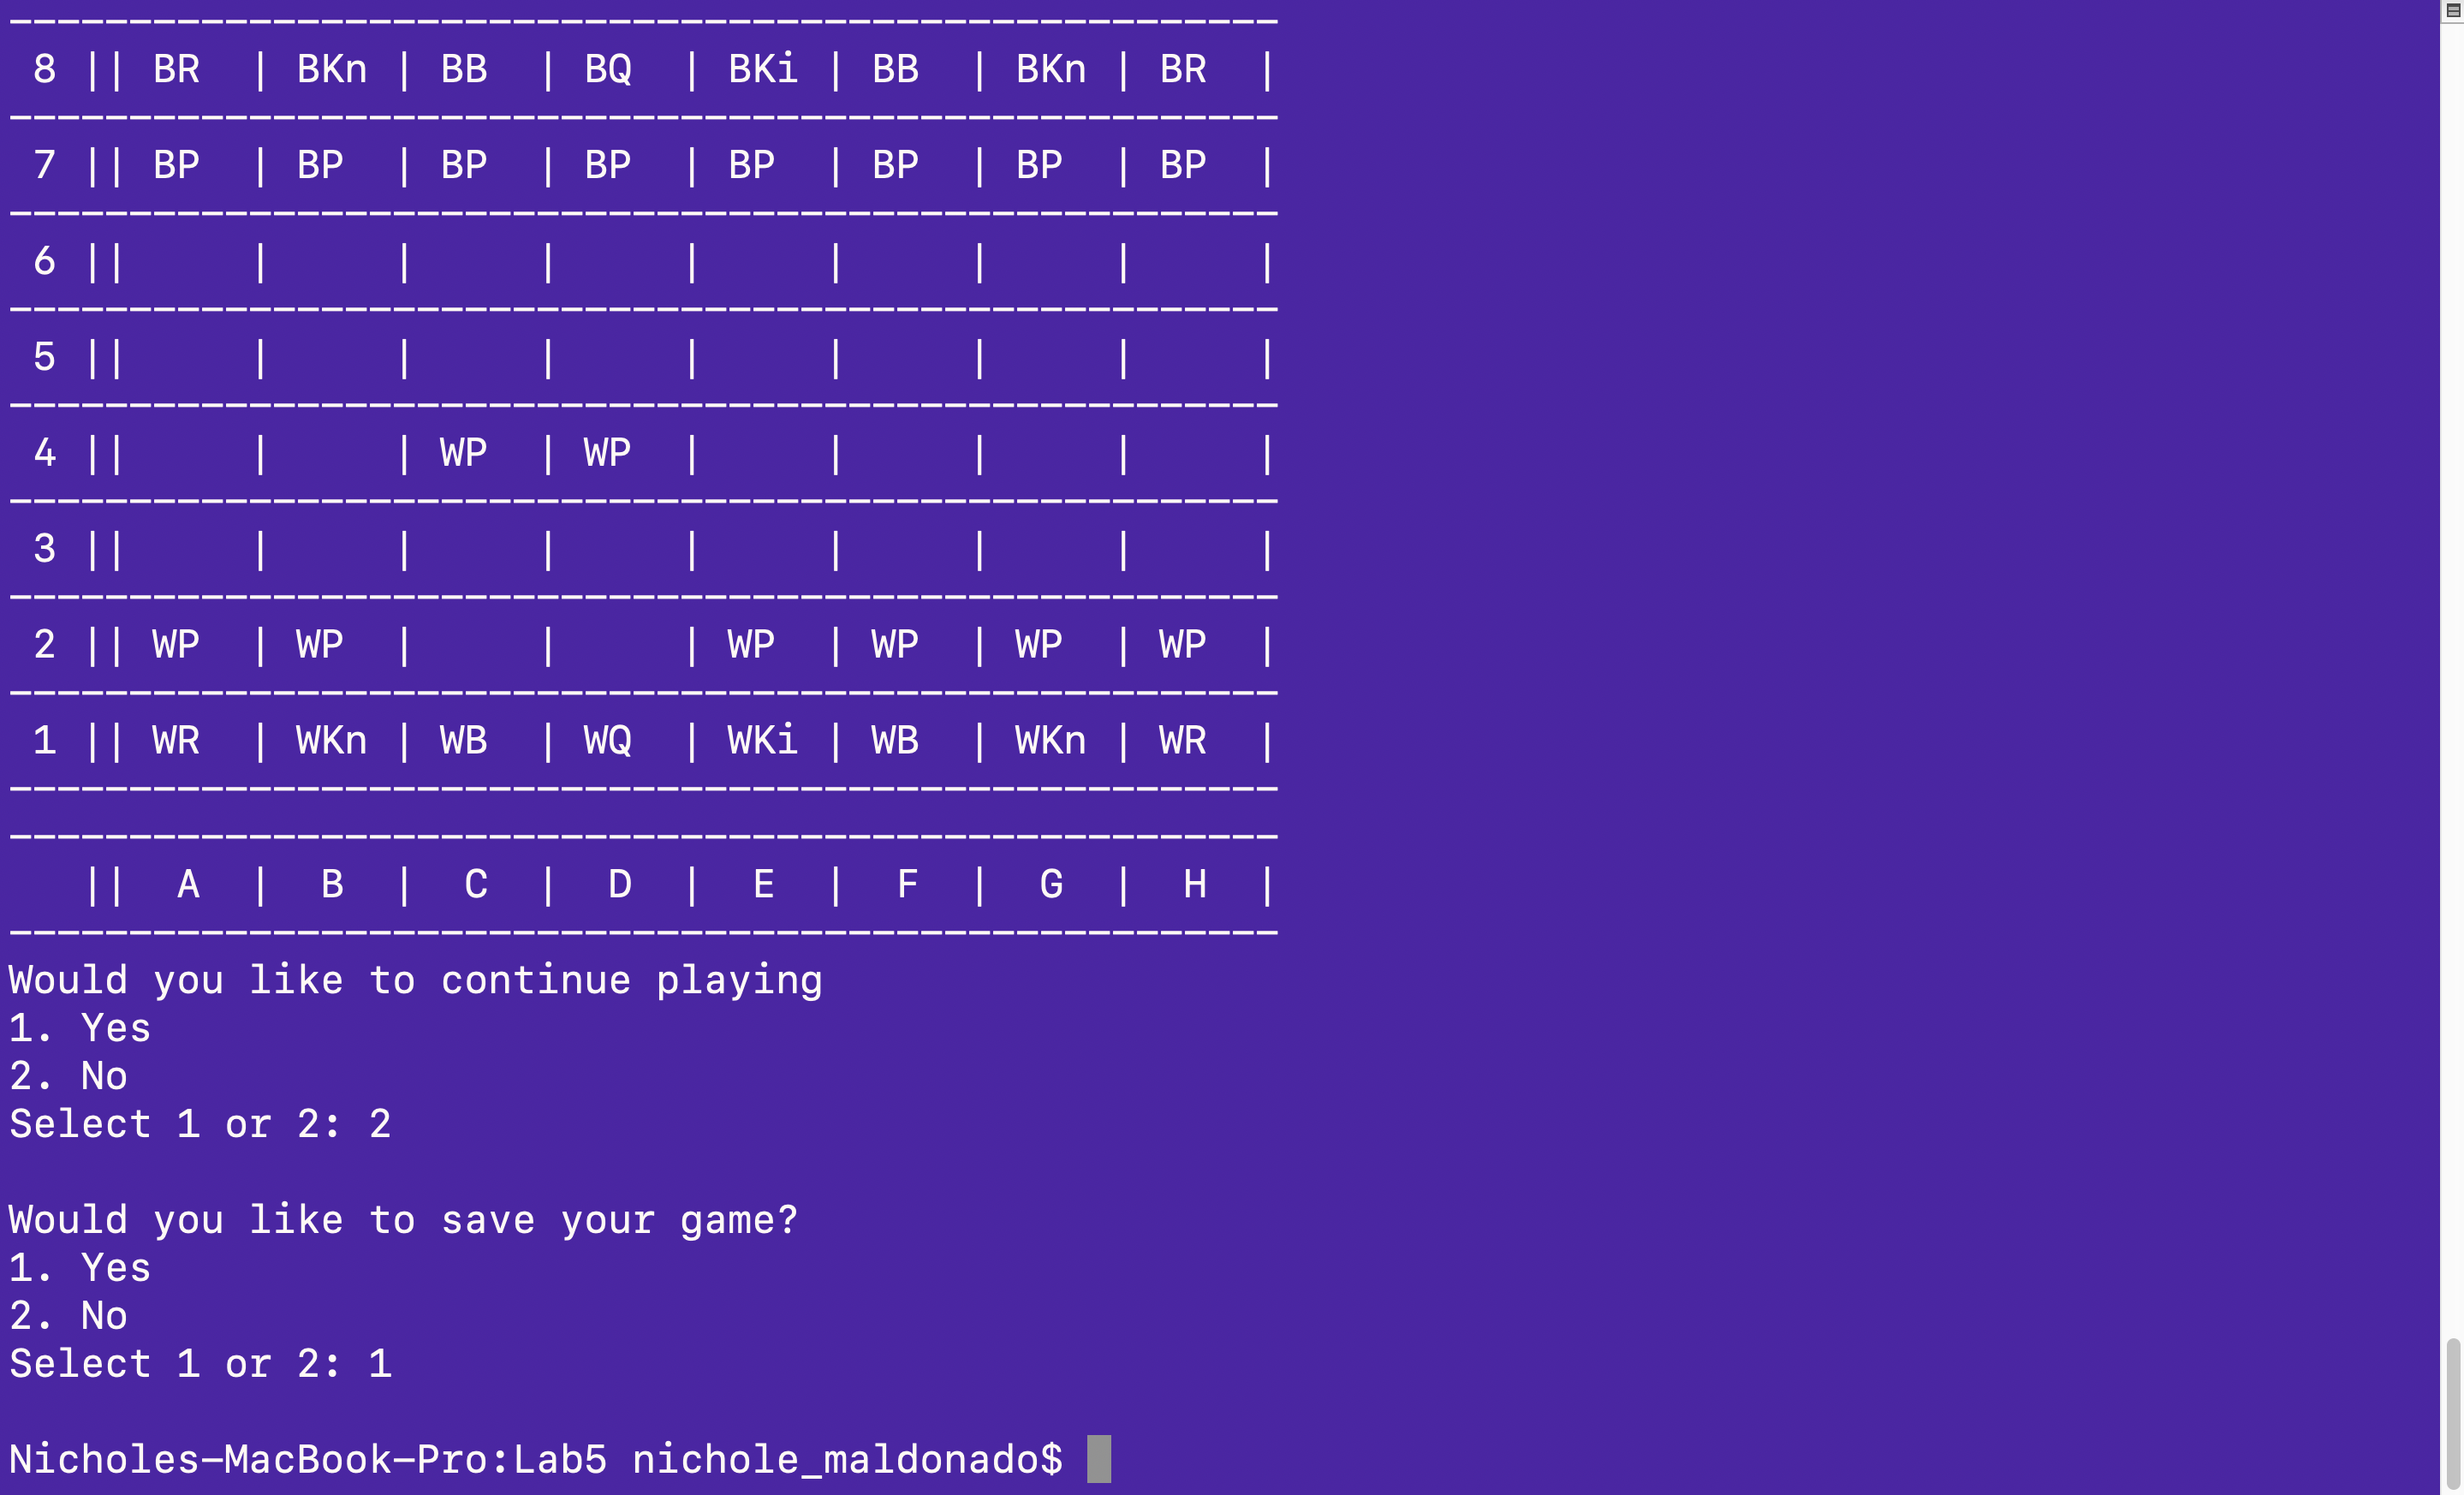 -----------------------------------------------------
 8 || BR  | BKn | BB  | BQ  | BKi | BB  | BKn | BR  |
-----------------------------------------------------
 7 || BP  | BP  | BP  | BP  | BP  | BP  | BP  | BP  |
-----------------------------------------------------
 6 ||     |     |     |     |     |     |     |     |
-----------------------------------------------------
 5 ||     |     |     |     |     |     |     |     |
-----------------------------------------------------
 4 ||     |     | WP  | WP  |     |     |     |     |
-----------------------------------------------------
 3 ||     |     |     |     |     |     |     |     |
-----------------------------------------------------
 2 || WP  | WP  |     |     | WP  | WP  | WP  | WP  |
-----------------------------------------------------
 1 || WR  | WKn | WB  | WQ  | WKi | WB  | WKn | WR  |
-----------------------------------------------------
-----------------------------------------------------
   ||  A  |  B  |  C  |  D  |  E  |  F  |  G  |  H  |
-----------------------------------------------------
Would you like to continue playing
1. Yes
2. No
Select 1 or 2: 2

Would you like to save your game?
1. Yes
2. No
Select 1 or 2: 1

Nicholes-MacBook-Pro:Lab5 nichole_maldonado$